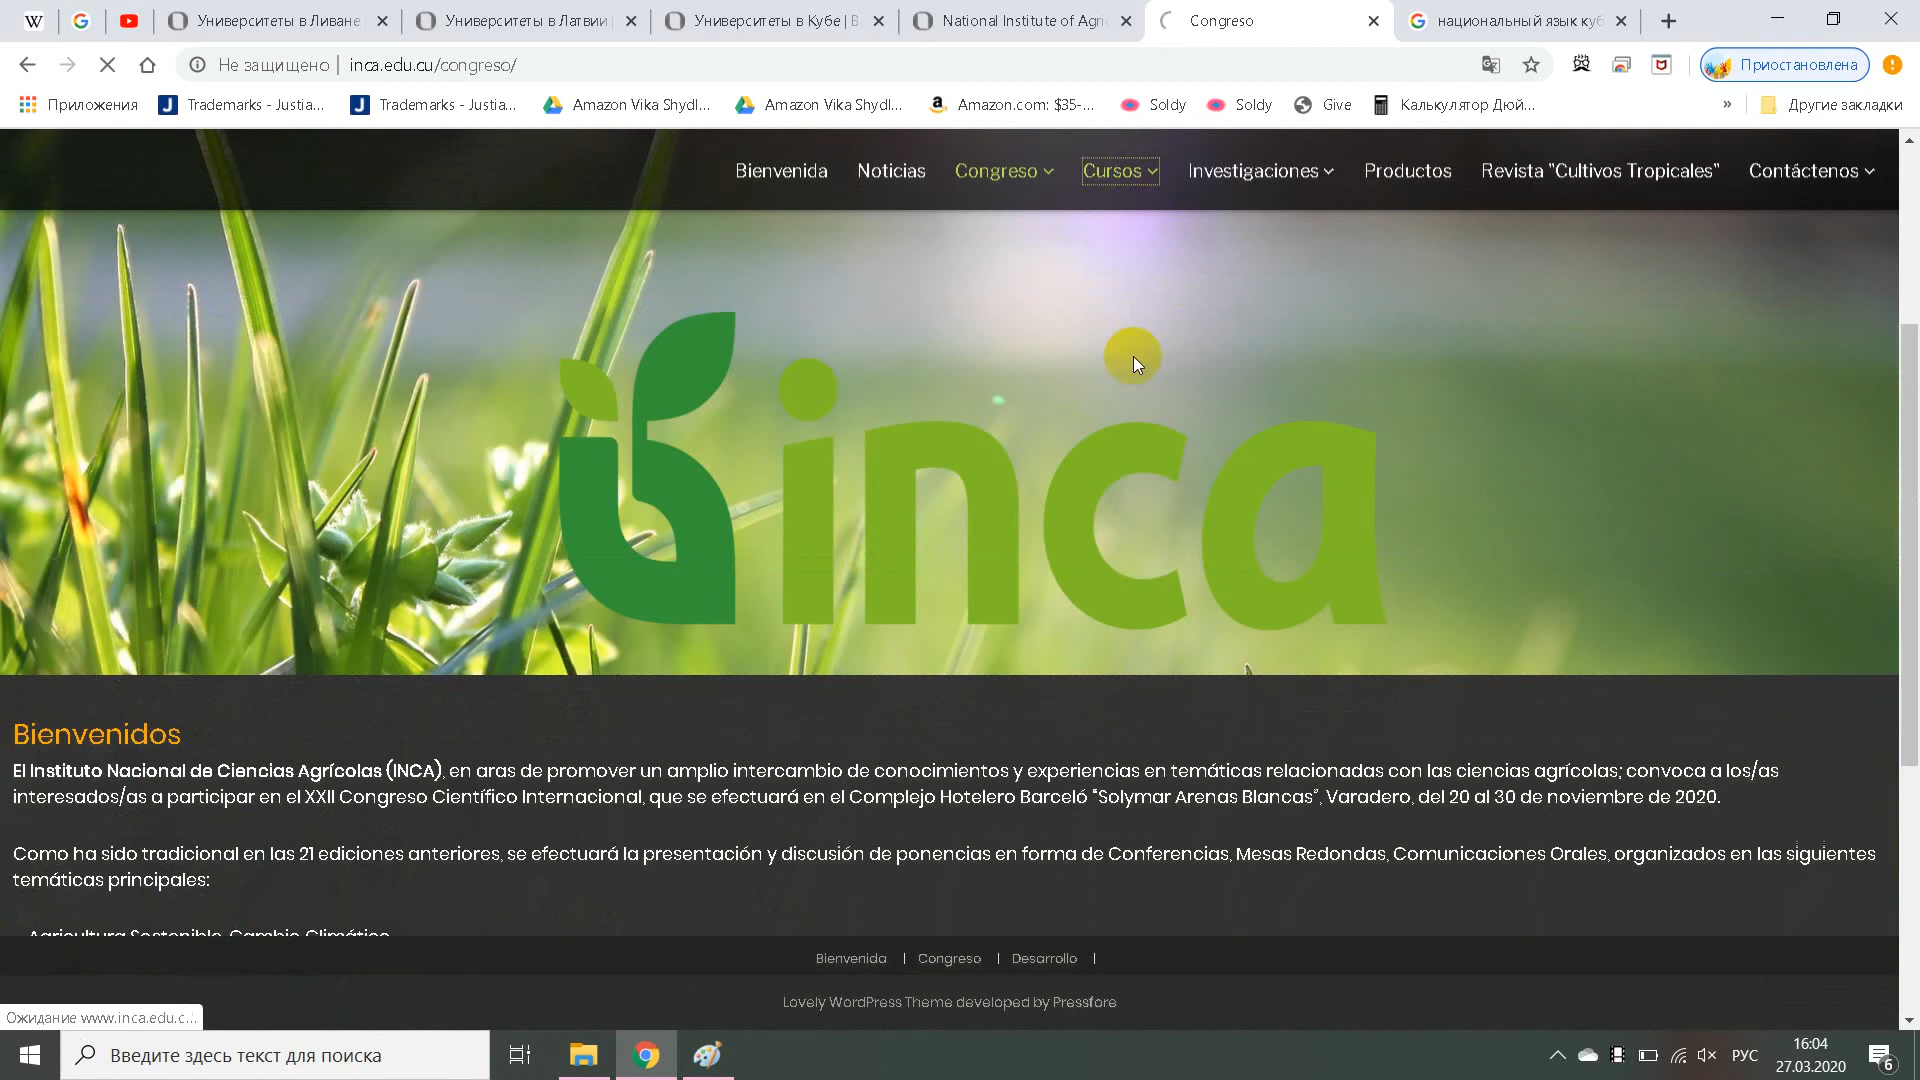 Университеты в Ливане
Университеты в Латвии
Университеты в Кубе | В
National Institute of Agri
Congreso
национальный язык куб
Не защищено | inca.edu.cu/congreso/
Приостановлена
Приложения
Trademarks - Justia...
Trademarks - Justia...
Amazon Vika Shydl...
Amazon Vika Shydl...
Amazon.com: $35-...
Soldy
Soldy
Give
Калькулятор Дюй...
» Другие закладки
Bienvenida
Noticias
Congreso
Cursos
Investigaciones
Productos
Revista "Cultivos Tropicales"
Contáctenos
inca
Bienvenidos
El Instituto Nacional de Ciencias Agrícolas (INCA), en aras de promover un amplio intercambio de conocimientos y experiencias en temáticas relacionadas con las ciencias agrícolas; convoca a los/as
interesados/as a participar en el XXII Congreso Científico Internacional, que se efectuará en el Complejo Hotelero Barceló “Solymar Arenas Blancas”, Varadero, del 20 al 30 de noviembre de 2020.
Como ha sido tradicional en las 21 ediciones anteriores, se efectuará la presentación y discusión de ponencias en forma de Conferencias, Mesas Redondas, Comunicaciones Orales, organizados en las siguientes
temáticas principales:
Agricultura Sostenible, Cambio Climático
Bienvenida | Congreso | Desarrollo |
Lovely WordPress Theme developed by Pressfore
Ожидание www.inca.edu.c...
Введите здесь текст для поиска
РУС
16:04
27.03.2020
6